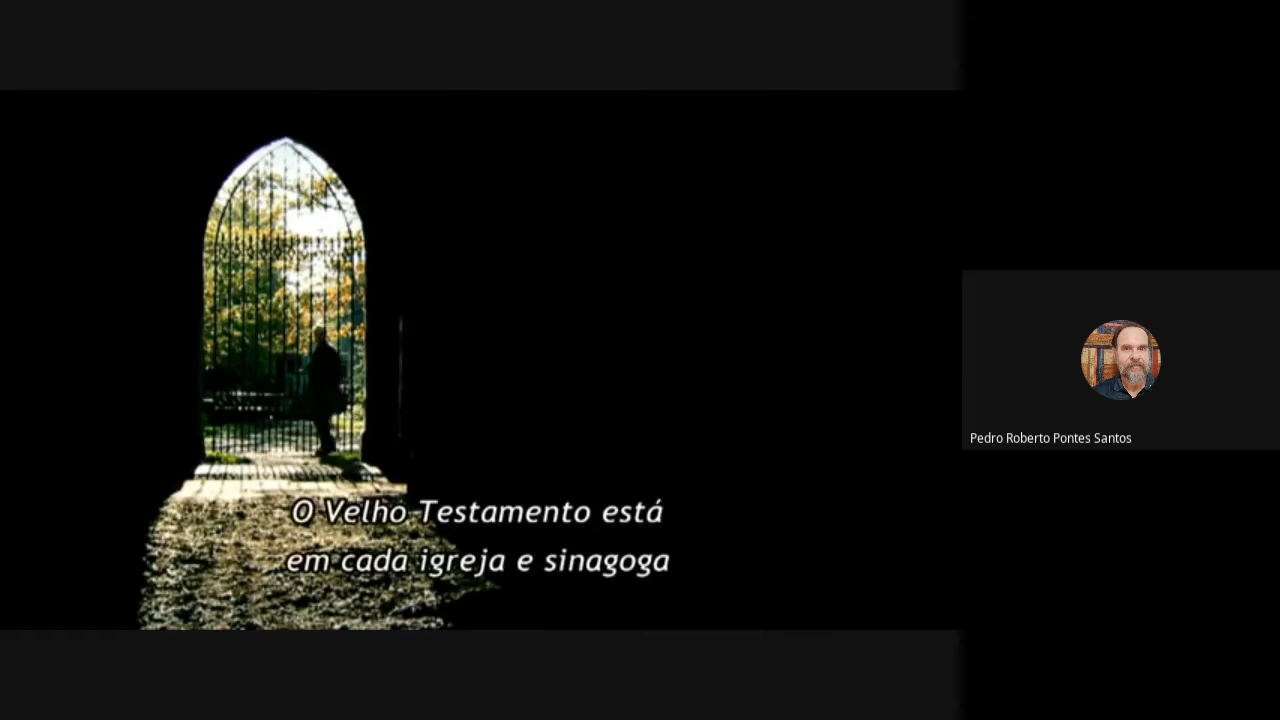 O Velho Testamento está
em cada igreja e sinagoga
Pedro Roberto Pontes Santos